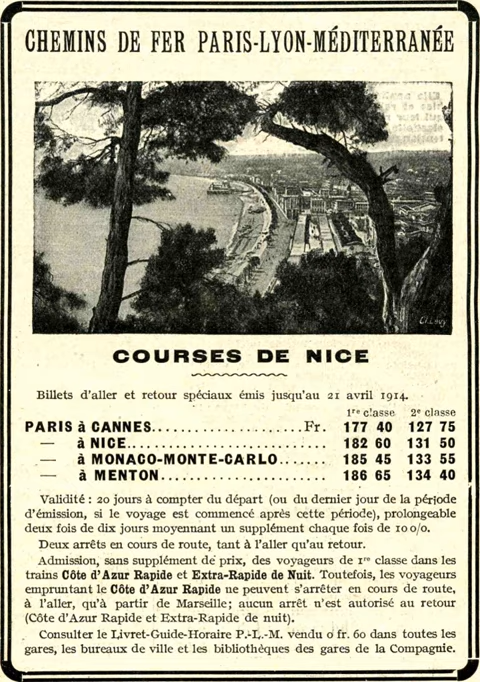 CHEMINS DE FER PARIS-LYON-MÉDITERRANÉE
Cl. Lévy
COURSES DE NICE
Billets d'aller et retour spéciaux émis jusqu'au 21 avril 1914.
1re classe 2e classe
PARIS à CANNES....................Fr. 177 40 127 75
— à NICE............................. 182 60 131 50
— à MONACO-MONTE-CARLO....... 185 45 133 55
— à MENTON......................... 186 65 134 40
Validité : 20 jours à compter du départ (ou du dernier jour de la période
d'émission, si le voyage est commencé après cette période), prolongeable
deux fois de dix jours moyennant un supplément chaque fois de 10 0/0.
Deux arrêts en cours de route, tant à l'aller qu'au retour.
Admission, sans supplément de prix, des voyageurs de 1re classe dans les
trains Côte d'Azur Rapide et Extra-Rapide de Nuit. Toutefois, les voyageurs
empruntant le Côte d'Azur Rapide ne peuvent s'arrêter en cours de route,
à l'aller, qu'à partir de Marseille; aucun arrêt n'est autorisé au retour
(Côte d'Azur Rapide et Extra-Rapide de nuit).
Consulter le Livret-Guide-Horaire P.-L.-M. vendu 0 fr. 60 dans toutes les
gares, les bureaux de ville et les bibliothèques des gares de la Compagnie.